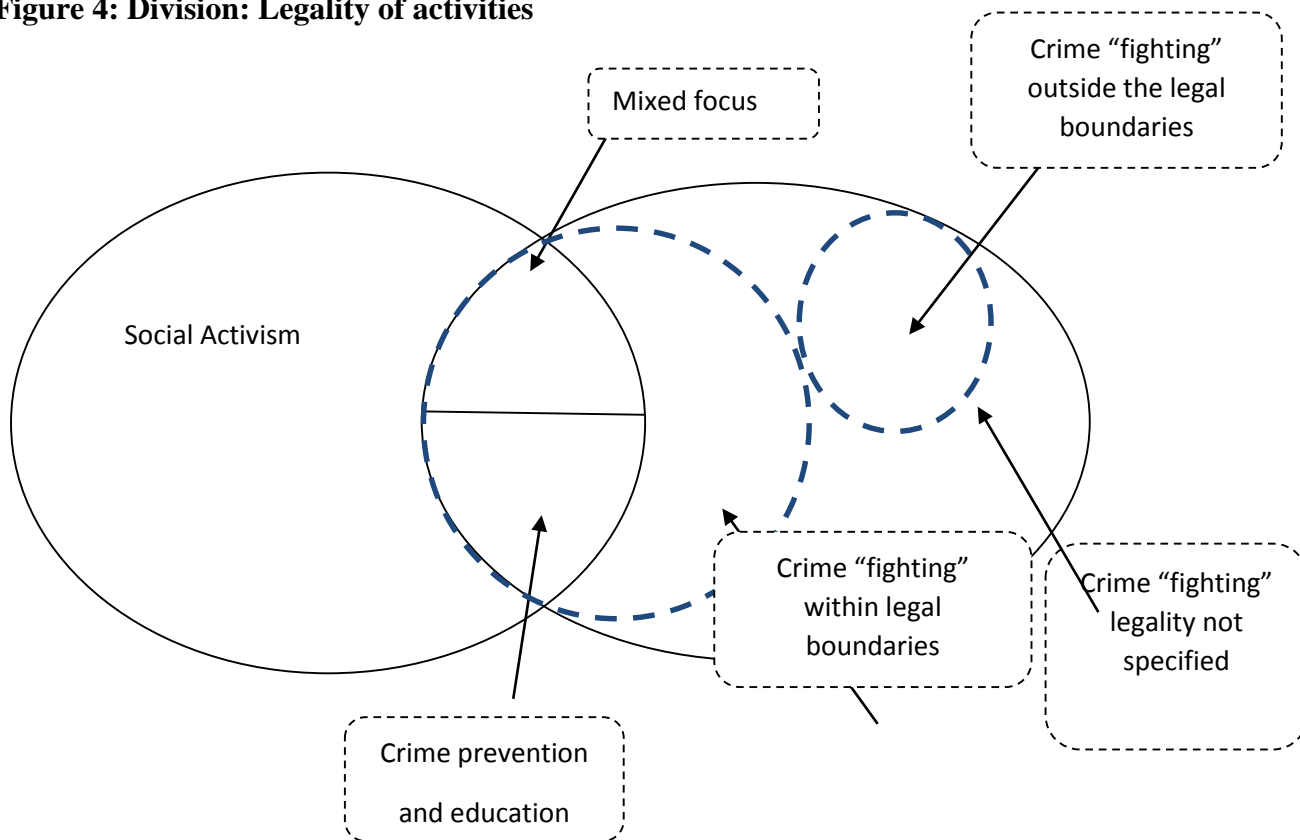 Figure 4: Division: Legality of activities
Crime “fighting”
outside the legal
boundaries
Mixed focus
Social Activism
Crime “fighting”
within legal
boundaries
Crime “fighting”
legality not
specified
Crime prevention
and education